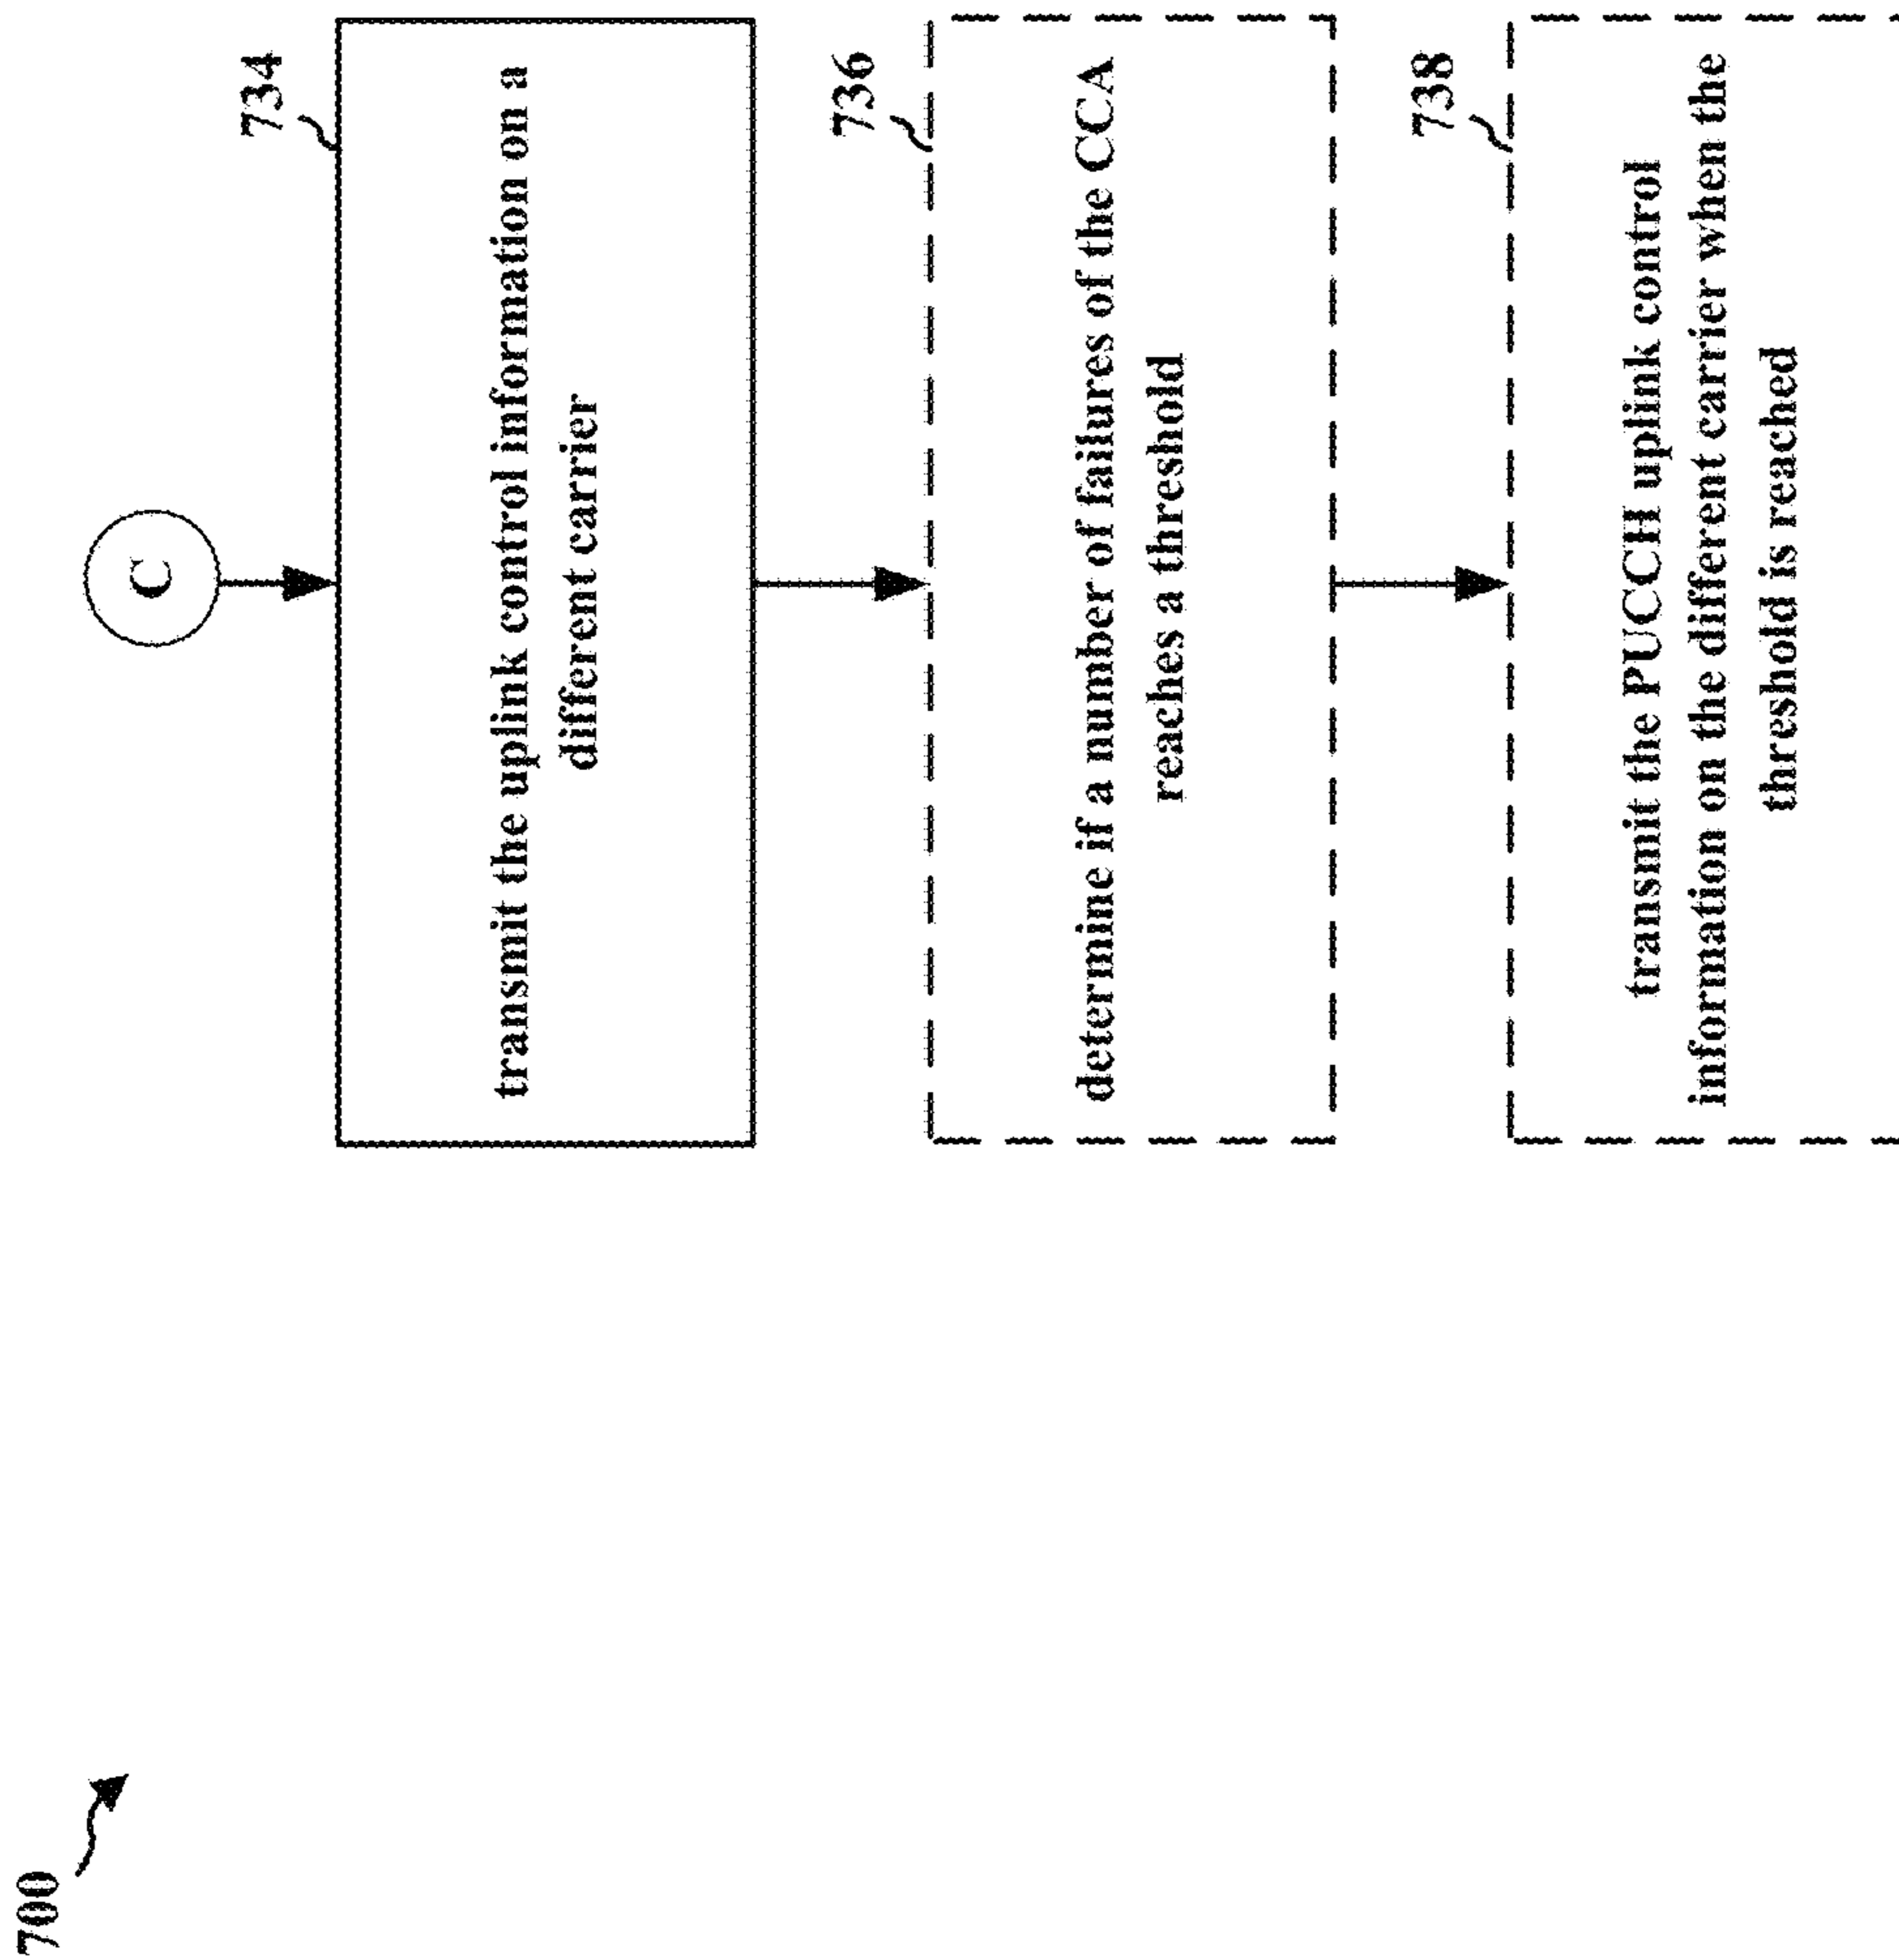 700
C
734
transmit the uplink control information on a
different carrier
736
determine if a number of failures of the CCA
reaches a threshold
738
transmit the PUCCH uplink control
information on the different carrier when the
threshold is reached